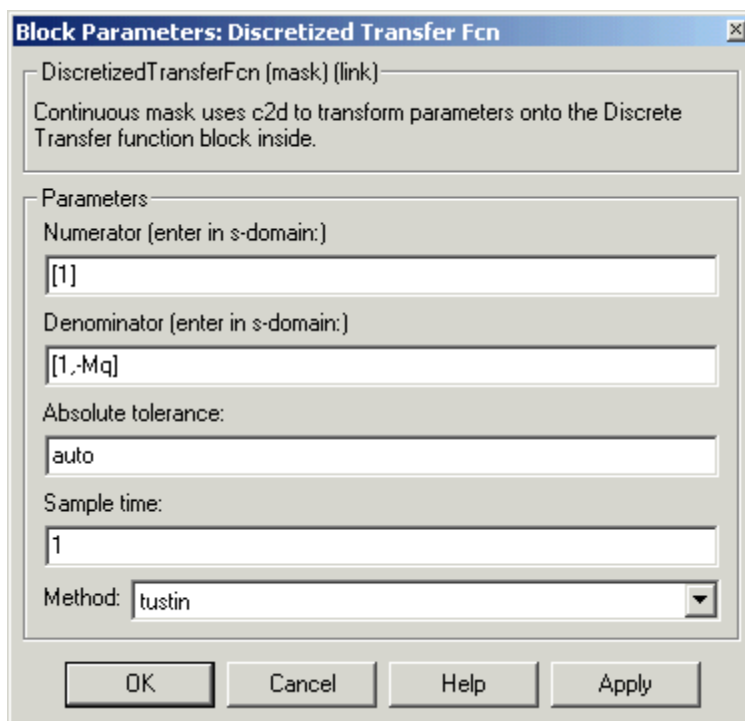 Block Parameters: Discretized Transfer Fcn
DiscretizedTransferFcn (mask) (link)
Continuous mask uses c2d to transform parameters onto the Discrete
Transfer function block inside.
Parameters
Numerator (enter in s-domain:)
[1]
Denominator (enter in s-domain:)
[1,-Mq]
Absolute tolerance:
auto
Sample time:
1
Method: tustin
OK Cancel Help Apply